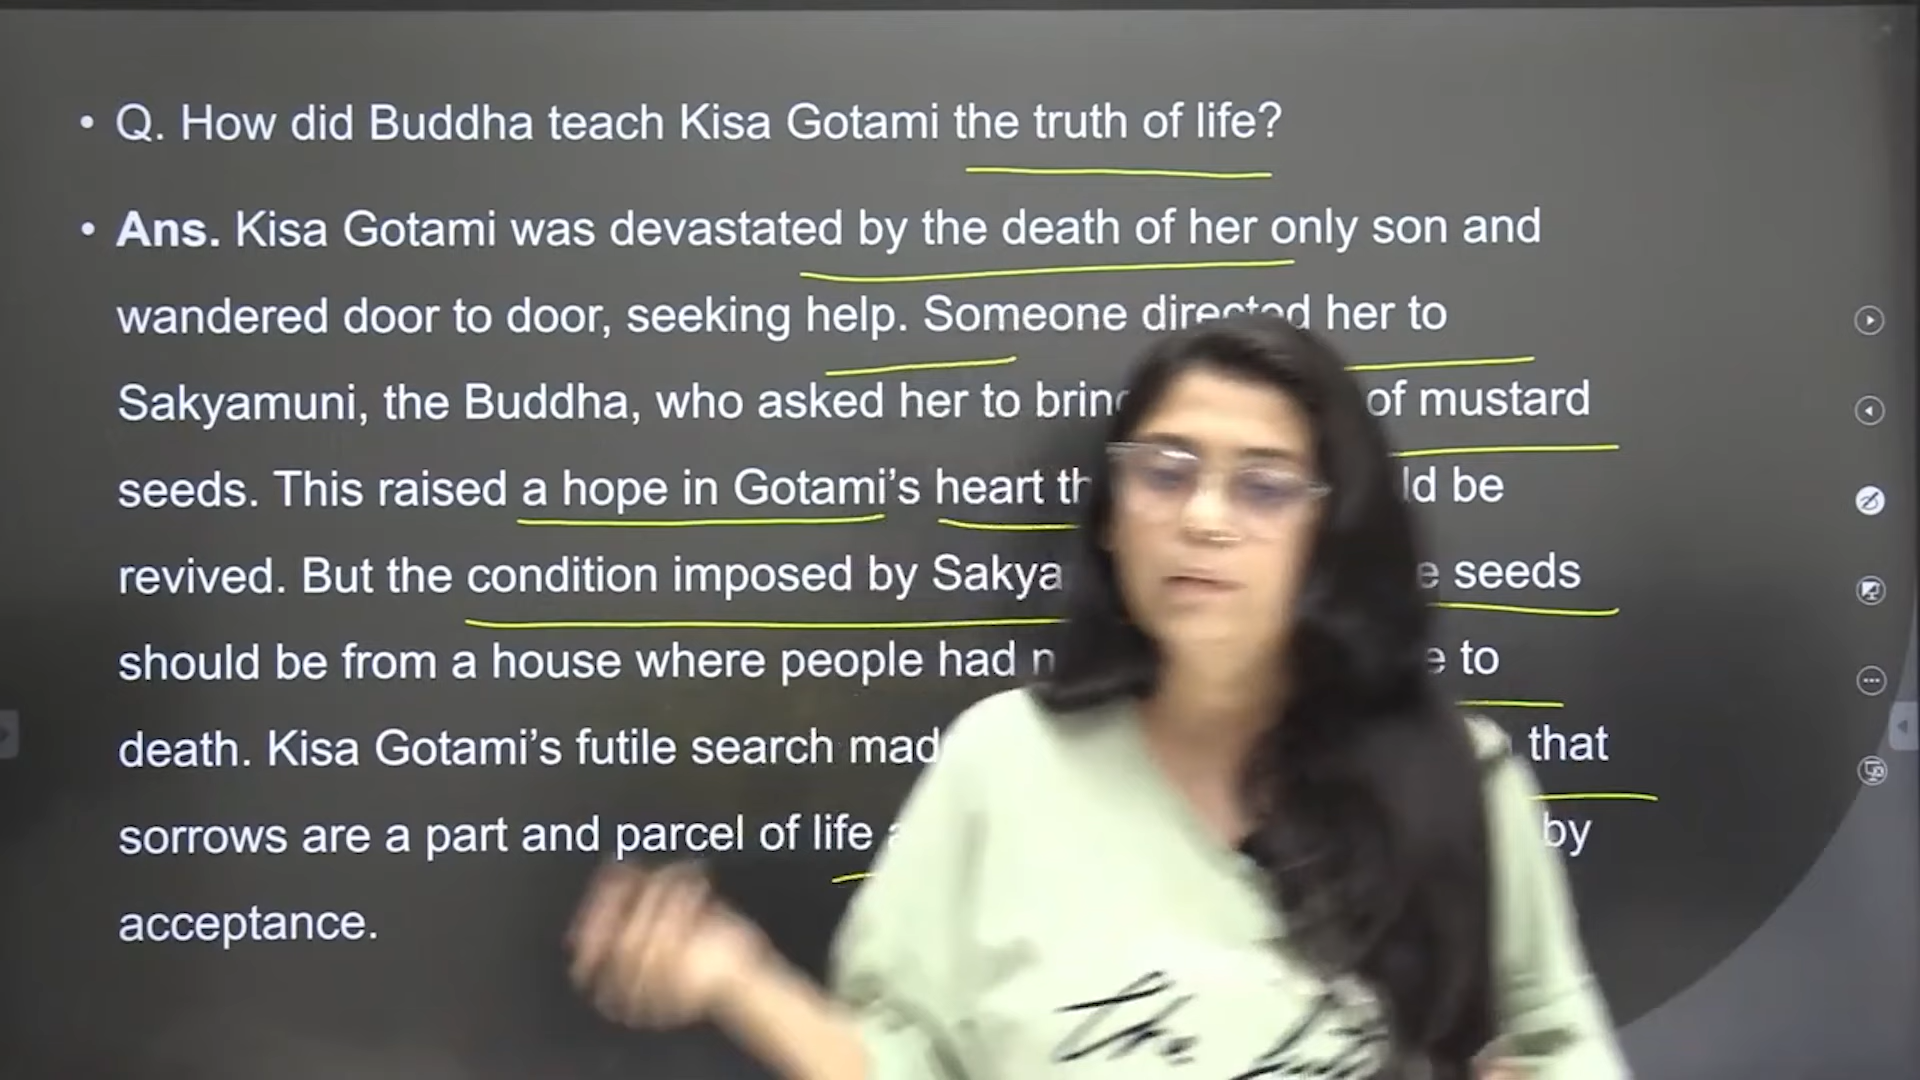 • Q. How did Buddha teach Kisa Gotami the truth of life?
• Ans. Kisa Gotami was devastated by the death of her only son and
wandered door to door, seeking help. Someone directed her to
Sakyamuni, the Buddha, who asked her to of mustard
seeds. This raised a hope in Gotami’s heart be
revived. But the condition imposed by seeds
should be from a house where people had to
death. Kisa Gotami’s futile search that
sorrows are a part and parcel of life by
acceptance.
the